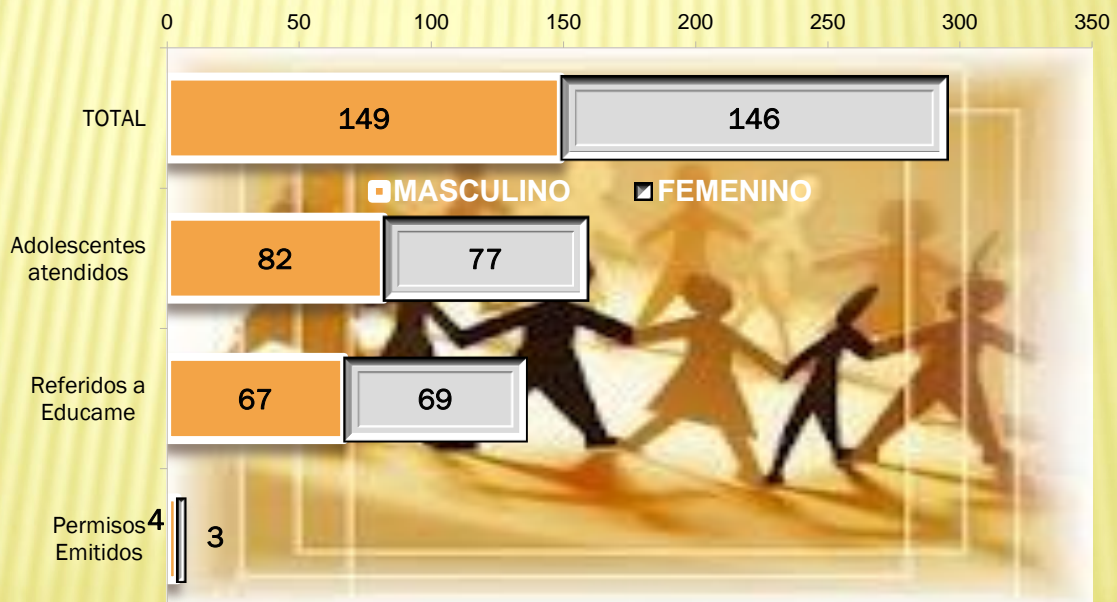 0 50 100 150 200 250 300 350
TOTAL 149 146
MASCULINO FEMENINO
Adolescentes
atendidos
82 77
Referidos a
Educame
67 69
Permisos
Emitidos
4 3